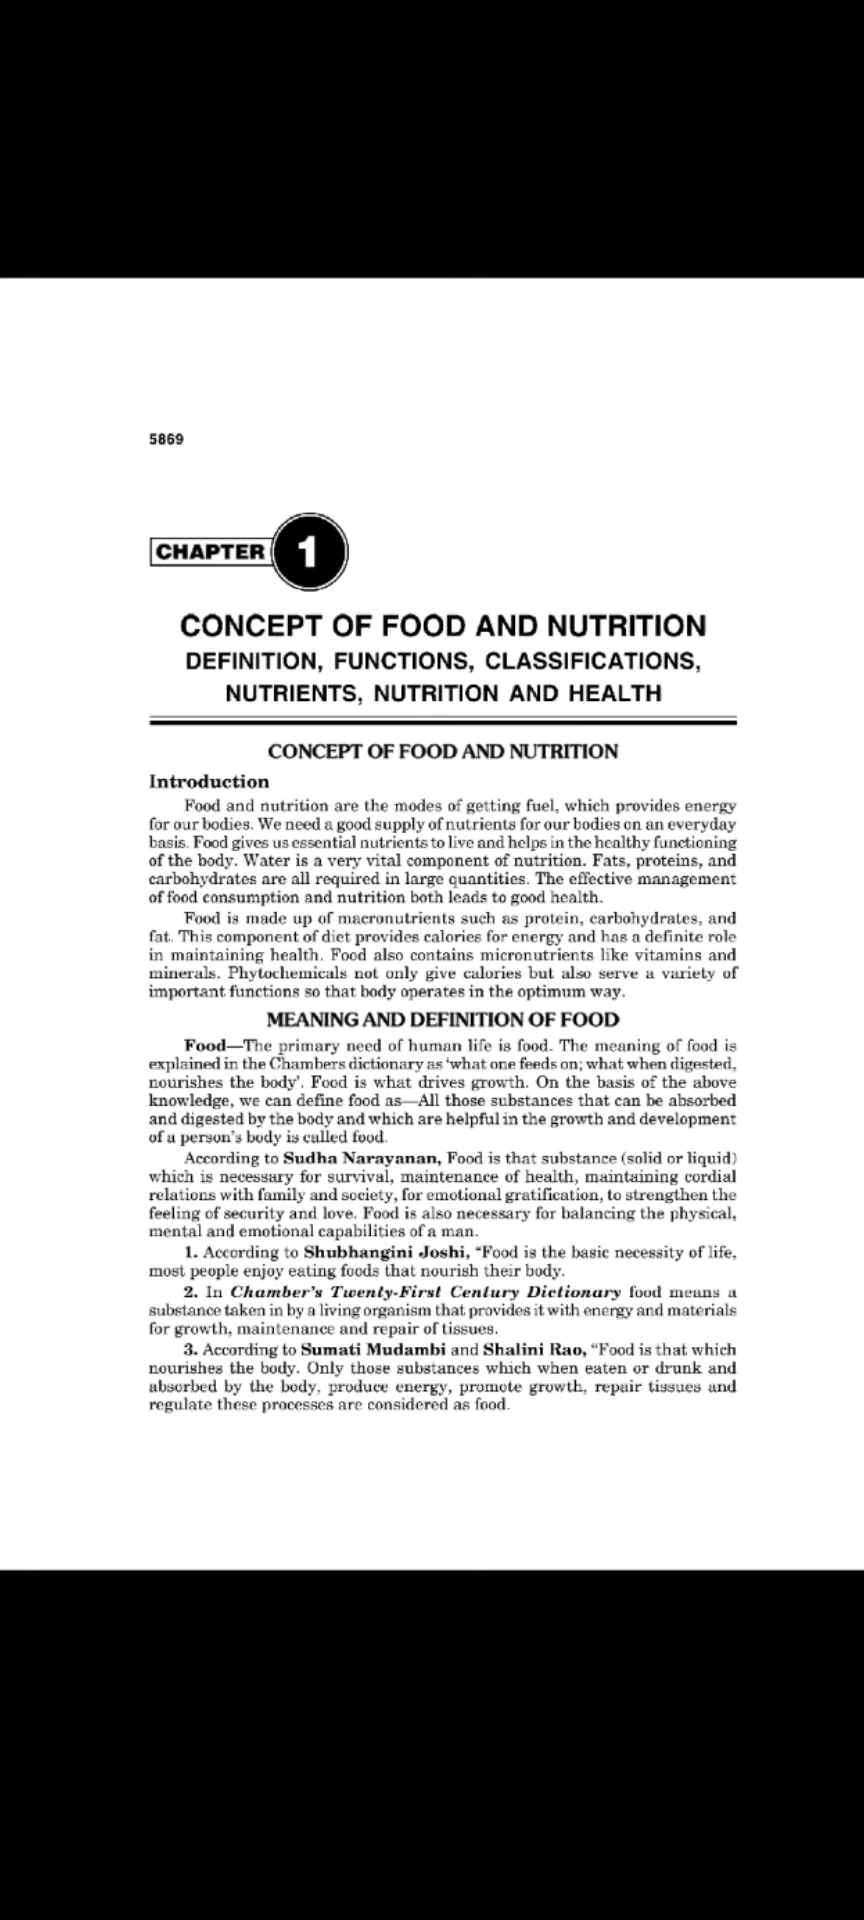 5869
CHAPTER 1
CONCEPT OF FOOD AND NUTRITION
DEFINITION, FUNCTIONS, CLASSIFICATIONS,
NUTRIENTS, NUTRITION AND HEALTH
CONCEPT OF FOOD AND NUTRITION
Introduction
Food and nutrition are the modes of getting fuel, which provides energy
for our bodies. We need a good supply of nutrients for our bodies on an everyday
basis. Food gives us essential nutrients to live and helps in the healthy functioning
of the body. Water is a very vital component of nutrition. Fats, proteins, and
carbohydrates are all required in large quantities. The effective management
of food consumption and nutrition both leads to good health.
Food is made up of macronutrients such as protein, carbohydrates, and
fat. This component of diet provides calories for energy and has a definite role
in maintaining health. Food also contains micronutrients like vitamins and
minerals. Phytochemicals not only give calories but also serve a variety of
important functions so that body operates in the optimum way.
MEANING AND DEFINITION OF FOOD
Food—The primary need of human life is food. The meaning of food is
explained in the Chambers dictionary as ‘what one feeds on; what when digested,
nourishes the body’. Food is what drives growth. On the basis of the above
knowledge, we can define food as—All those substances that can be absorbed
and digested by the body and which are helpful in the growth and development
of a person's body is called food.
According to Sudha Narayanan, Food is that substance (solid or liquid)
which is necessary for survival, maintenance of health, maintaining cordial
relations with family and society, for emotional gratification, to strengthen the
feeling of security and love. Food is also necessary for balancing the physical,
mental and emotional capabilities of a man.
1. According to Shubhangini Joshi, “Food is the basic necessity of life,
most people enjoy eating foods that nourish their body.
2. In Chamber's Twenty-First Century Dictionary food means a
substance taken in by a living organism that provides it with energy and materials
for growth, maintenance and repair of tissues.
3. According to Sumati Mudambi and Shalini Rao, “Food is that which
nourishes the body. Only those substances which when eaten or drunk and
absorbed by the body, produce energy, promote growth, repair tissues and
regulate these processes are considered as food.